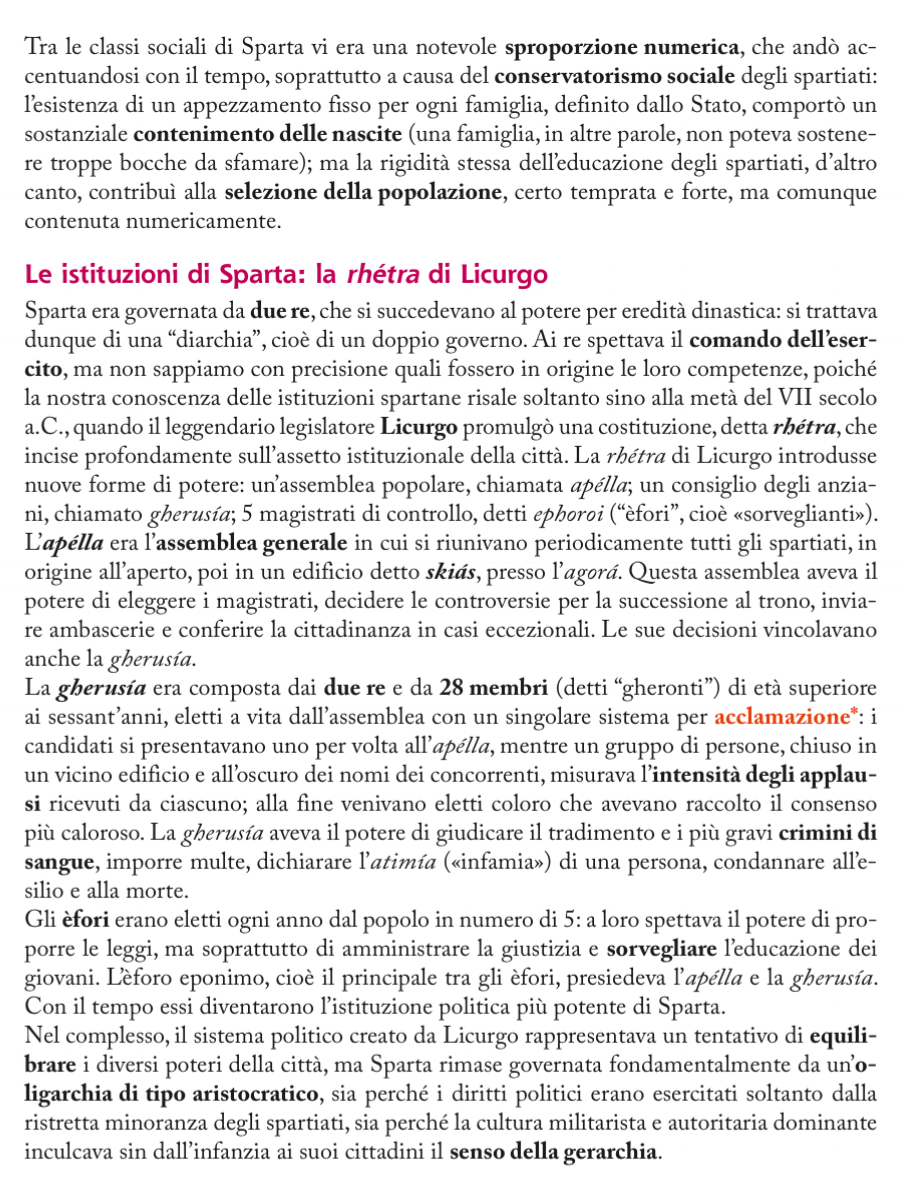 Tra le classi sociali di Sparta vi era una notevole sproporzione numerica, che andò ac-
centuandosi con il tempo, soprattutto a causa del conservatorismo sociale degli spartiati:
l'esistenza di un appezzamento fisso per ogni famiglia, definito dallo Stato, comportò un
sostanziale contenimento delle nascite (una famiglia, in altre parole, non poteva sostene-
re troppe bocche da sfamare); ma la rigidità stessa dell'educazione degli spartiati, d'altro
canto, contribuì alla selezione della popolazione, certo temprata e forte, ma comunque
contenuta numericamente.
Le istituzioni di Sparta: la rhétra di Licurgo
Sparta era governata da due re, che si succedevano al potere per eredità dinastica: si trattava
dunque di una “diarchia”, cioè di un doppio governo. Ai re spettava il comando dell'eser-
cito, ma non sappiamo con precisione quali fossero in origine le loro competenze, poiché
la nostra conoscenza delle istituzioni spartane risale soltanto sino alla metà del VII secolo
a.C., quando il leggendario legislatore Licurgo promulgò una costituzione, detta rhétra, che
incise profondamente sull'assetto istituzionale della città. La rhétra di Licurgo introdusse
nuove forme di potere: un'assemblea popolare, chiamata apélla; un consiglio degli anzia-
ni, chiamato gherusía; 5 magistrati di controllo, detti ephoroi (“èfori”, cioè «sorveglianti»).
L'apélla era l'assemblea generale in cui si riunivano periodicamente tutti gli spartiati, in
origine all'aperto, poi in un edificio detto skiás, presso l'agorá. Questa assemblea aveva il
potere di eleggere i magistrati, decidere le controversie per la successione al trono, invia-
re ambascerie e conferire la cittadinanza in casi eccezionali. Le sue decisioni vincolavano
anche la gherusía.
La gherusía era composta dai due re e da 28 membri (detti “gheronti”) di età superiore
ai sessant'anni, eletti a vita dall'assemblea con un singolare sistema per acclamazione*: i
candidati si presentavano uno per volta all'apélla, mentre un gruppo di persone, chiuso in
un vicino edificio e all'oscuro dei nomi dei concorrenti, misurava l'intensità degli applau-
si ricevuti da ciascuno; alla fine venivano eletti coloro che avevano raccolto il consenso
più caloroso. La gherusía aveva il potere di giudicare il tradimento e i più gravi crimini di
sangue, imporre multe, dichiarare l'atimía («infamia») di una persona, condannare all'e-
silio e alla morte.
Gli èfori erano eletti ogni anno dal popolo in numero di 5: a loro spettava il potere di pro-
porre le leggi, ma soprattutto di amministrare la giustizia e sorvegliare l'educazione dei
giovani. L'èforo eponimo, cioè il principale tra gli èfori, presiedeva l'apélla e la gherusía.
Con il tempo essi diventarono l'istituzione politica più potente di Sparta.
Nel complesso, il sistema politico creato da Licurgo rappresentava un tentativo di equili-
brare i diversi poteri della città, ma Sparta rimase governata fondamentalmente da un'o-
ligarchia di tipo aristocratico, sia perché i diritti politici erano esercitati soltanto dalla
ristretta minoranza degli spartiati, sia perché la cultura militarista e autoritaria dominante
inculcava sin dall'infanzia ai suoi cittadini il senso della gerarchia.